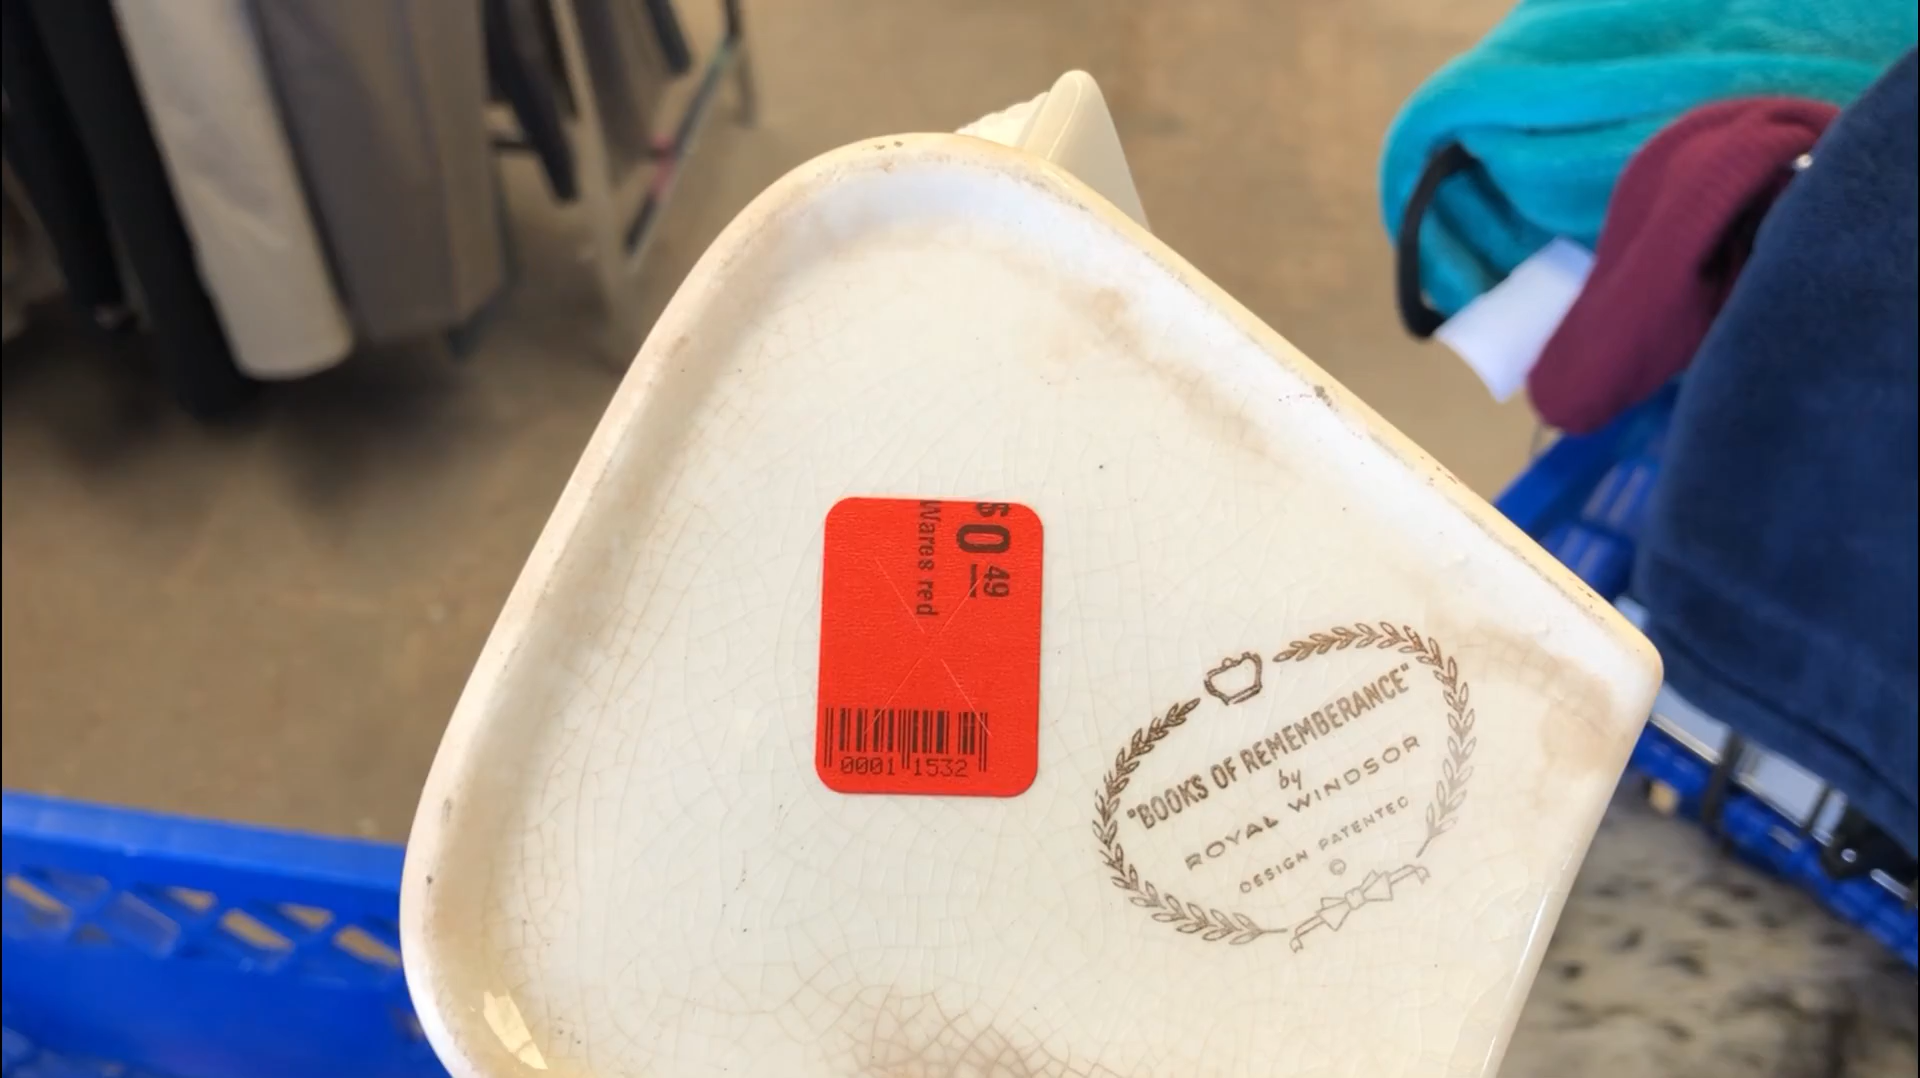 $0 49
Wares red
0001 1532
"BOOKS OF REMEMBERANCE"
by
ROYAL WINDSOR
DESIGN PATENTED
©